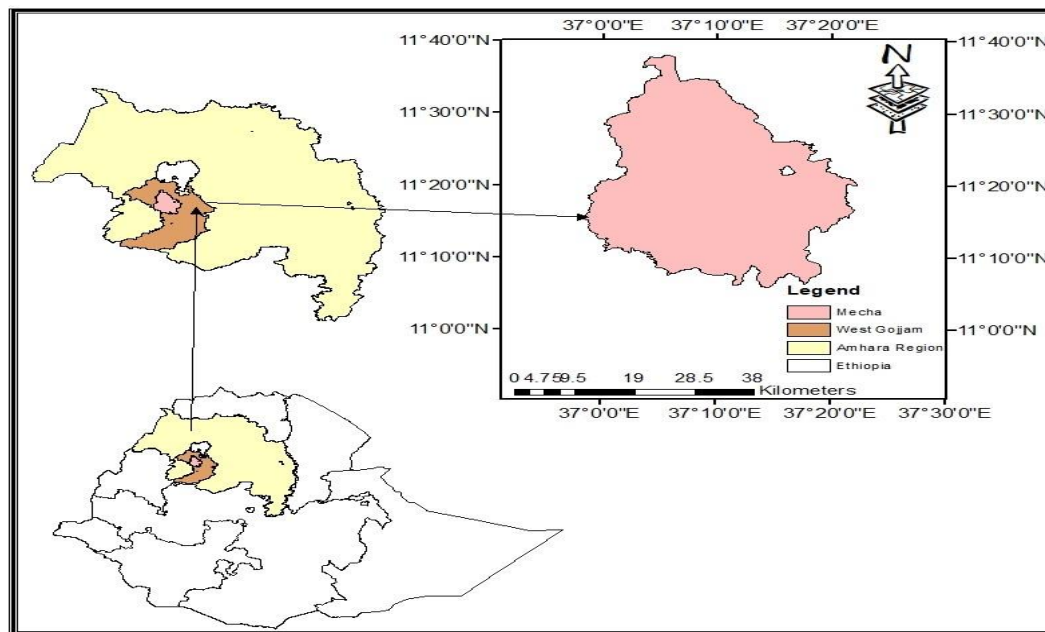 37°0'0"E 37°10'0"E 37°20'0"E
11°40'0"N 11°40'0"N
N
11°30'0"N 11°30'0"N
11°20'0"N 11°20'0"N
11°10'0"N 11°10'0"N
Legend
Mecha
11°0'0"N West Gojjam 11°0'0"N
Amhara Region
Ethiopia
0 4.75 9.5 19 28.5 38
Kilometers
37°0'0"E 37°10'0"E 37°20'0"E 37°30'0"E